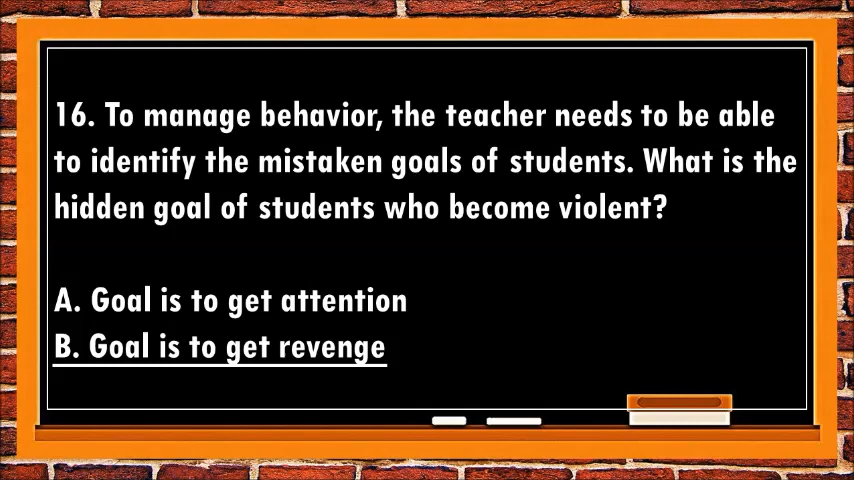 16. To manage behavior, the teacher needs to be able
to identify the mistaken goals of students. What is the
hidden goal of students who become violent?
A. Goal is to get attention
B. Goal is to get revenge